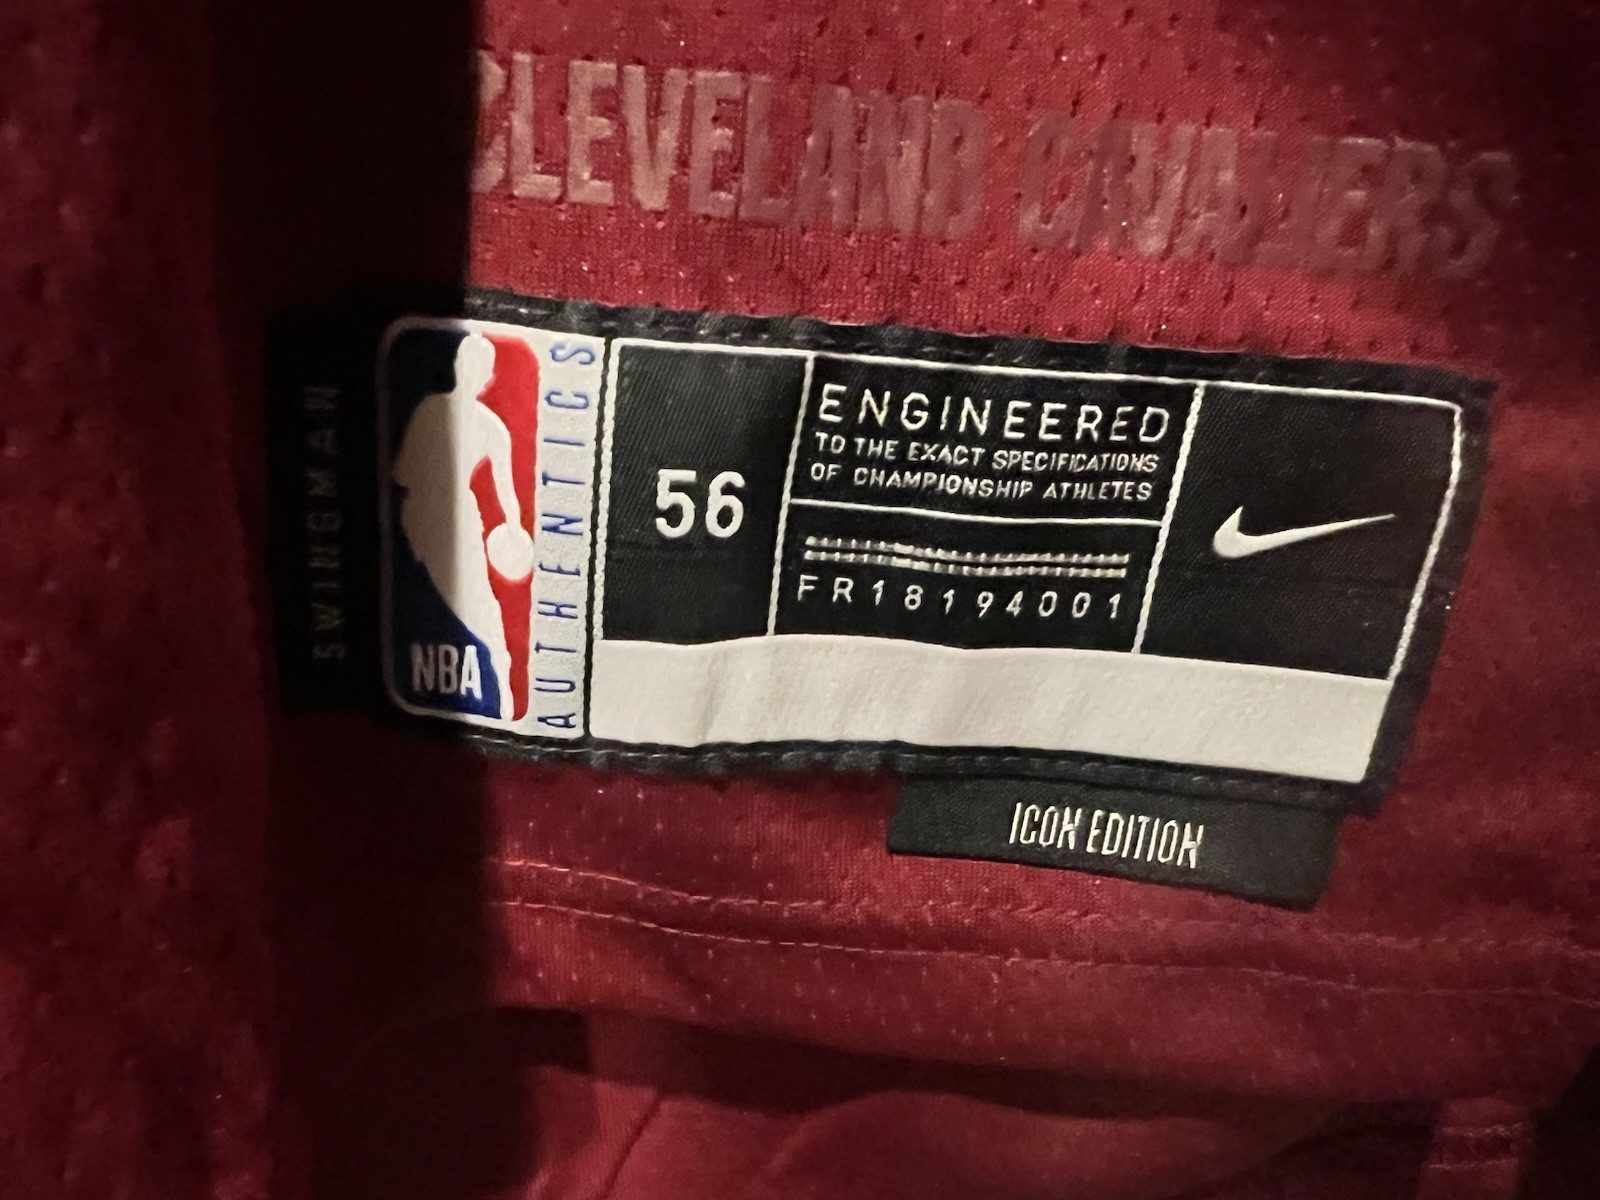 CLEVELAND CAVALIERS
SWINGMAN
NBA
AUTHENTICS
56
ENGINEERED
TO THE EXACT SPECIFICATIONS
OF CHAMPIONSHIP ATHLETES
FR18194001
ICON EDITION